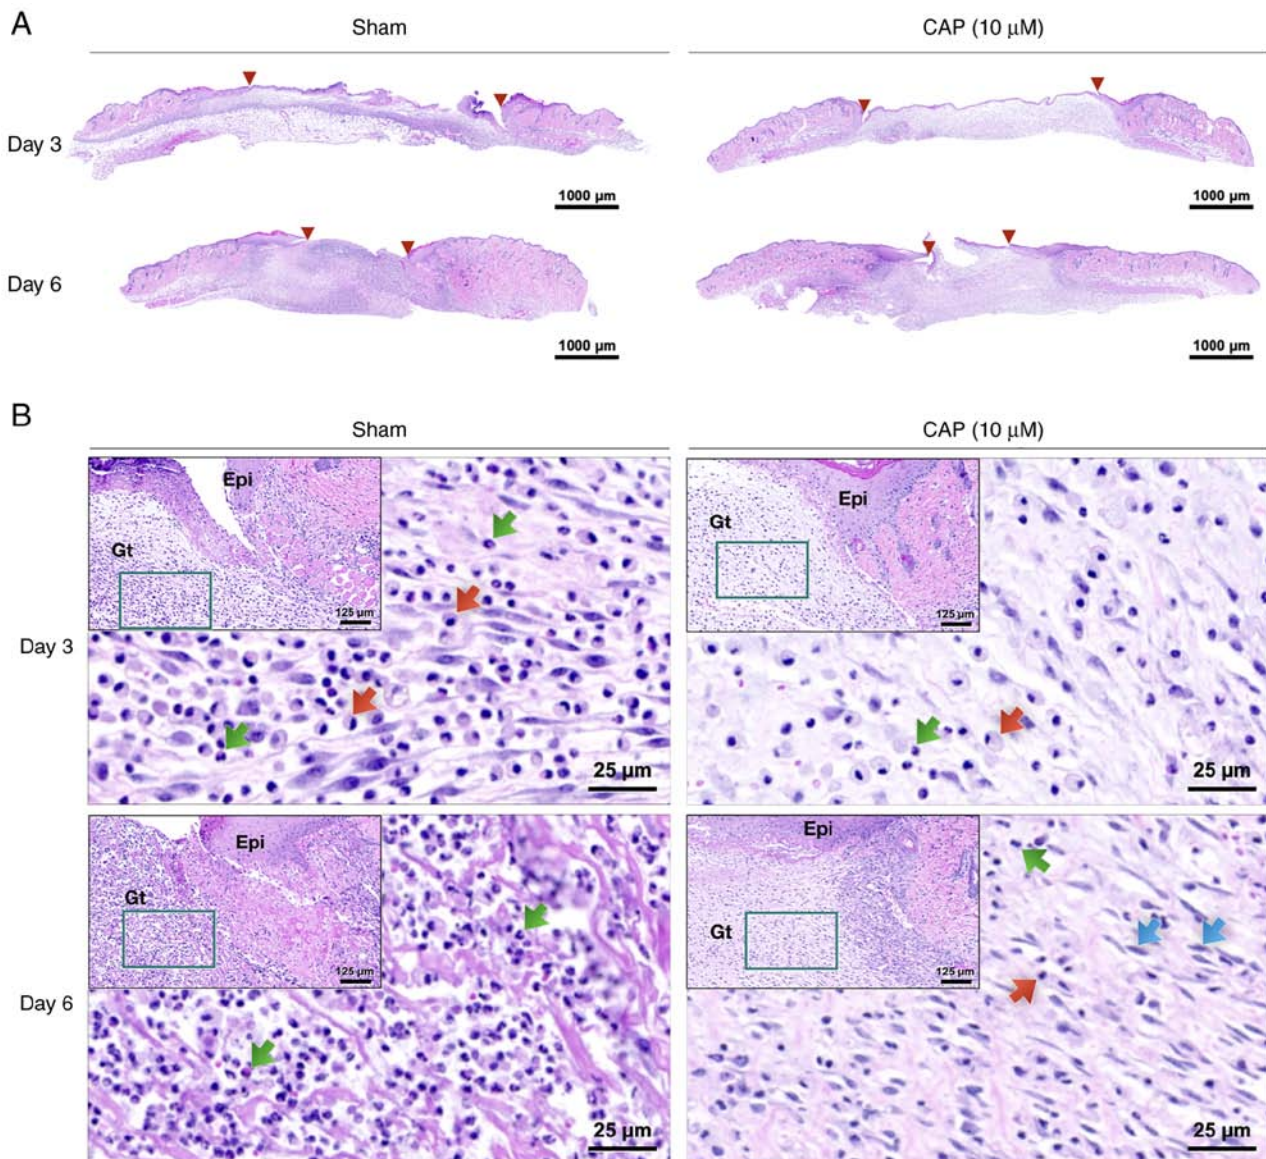 A
Sham
CAP (10 µM)
Day 3
1000 µm
1000 µm
Day 6
1000 µm
1000 µm
B
Sham
CAP (10 µM)
Day 3
Epi
Gt
125 µm
25 µm
Epi
Gt
125 µm
25 µm
Day 6
Epi
Gt
125 µm
25 µm
Epi
Gt
125 µm
25 µm